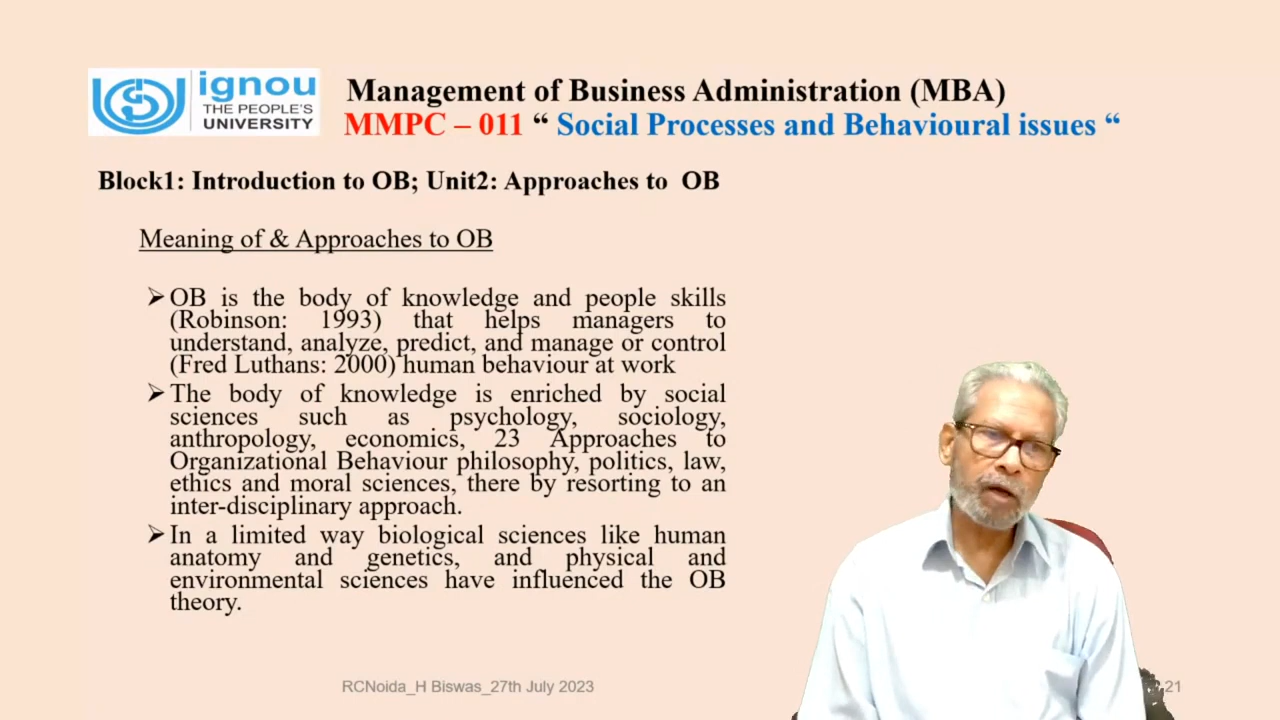 ignou
THE PEOPLE'S
UNIVERSITY
Management of Business Administration (MBA)
MMPC – 011 “ Social Processes and Behavioural issues “
Block1: Introduction to OB; Unit2: Approaches to OB
Meaning of & Approaches to OB
➢ OB is the body of knowledge and people skills
(Robinson: 1993) that helps managers to
understand, analyze, predict, and manage or control
(Fred Luthans: 2000) human behaviour at work
➢ The body of knowledge is enriched by social
sciences such as psychology, sociology,
anthropology, economics, 23 Approaches to
Organizational Behaviour philosophy, politics, law,
ethics and moral sciences, there by resorting to an
inter-disciplinary approach.
➢ In a limited way biological sciences like human
anatomy and genetics, and physical and
environmental sciences have influenced the OB
theory.
RCNoida_H Biswas_27th July 2023
21